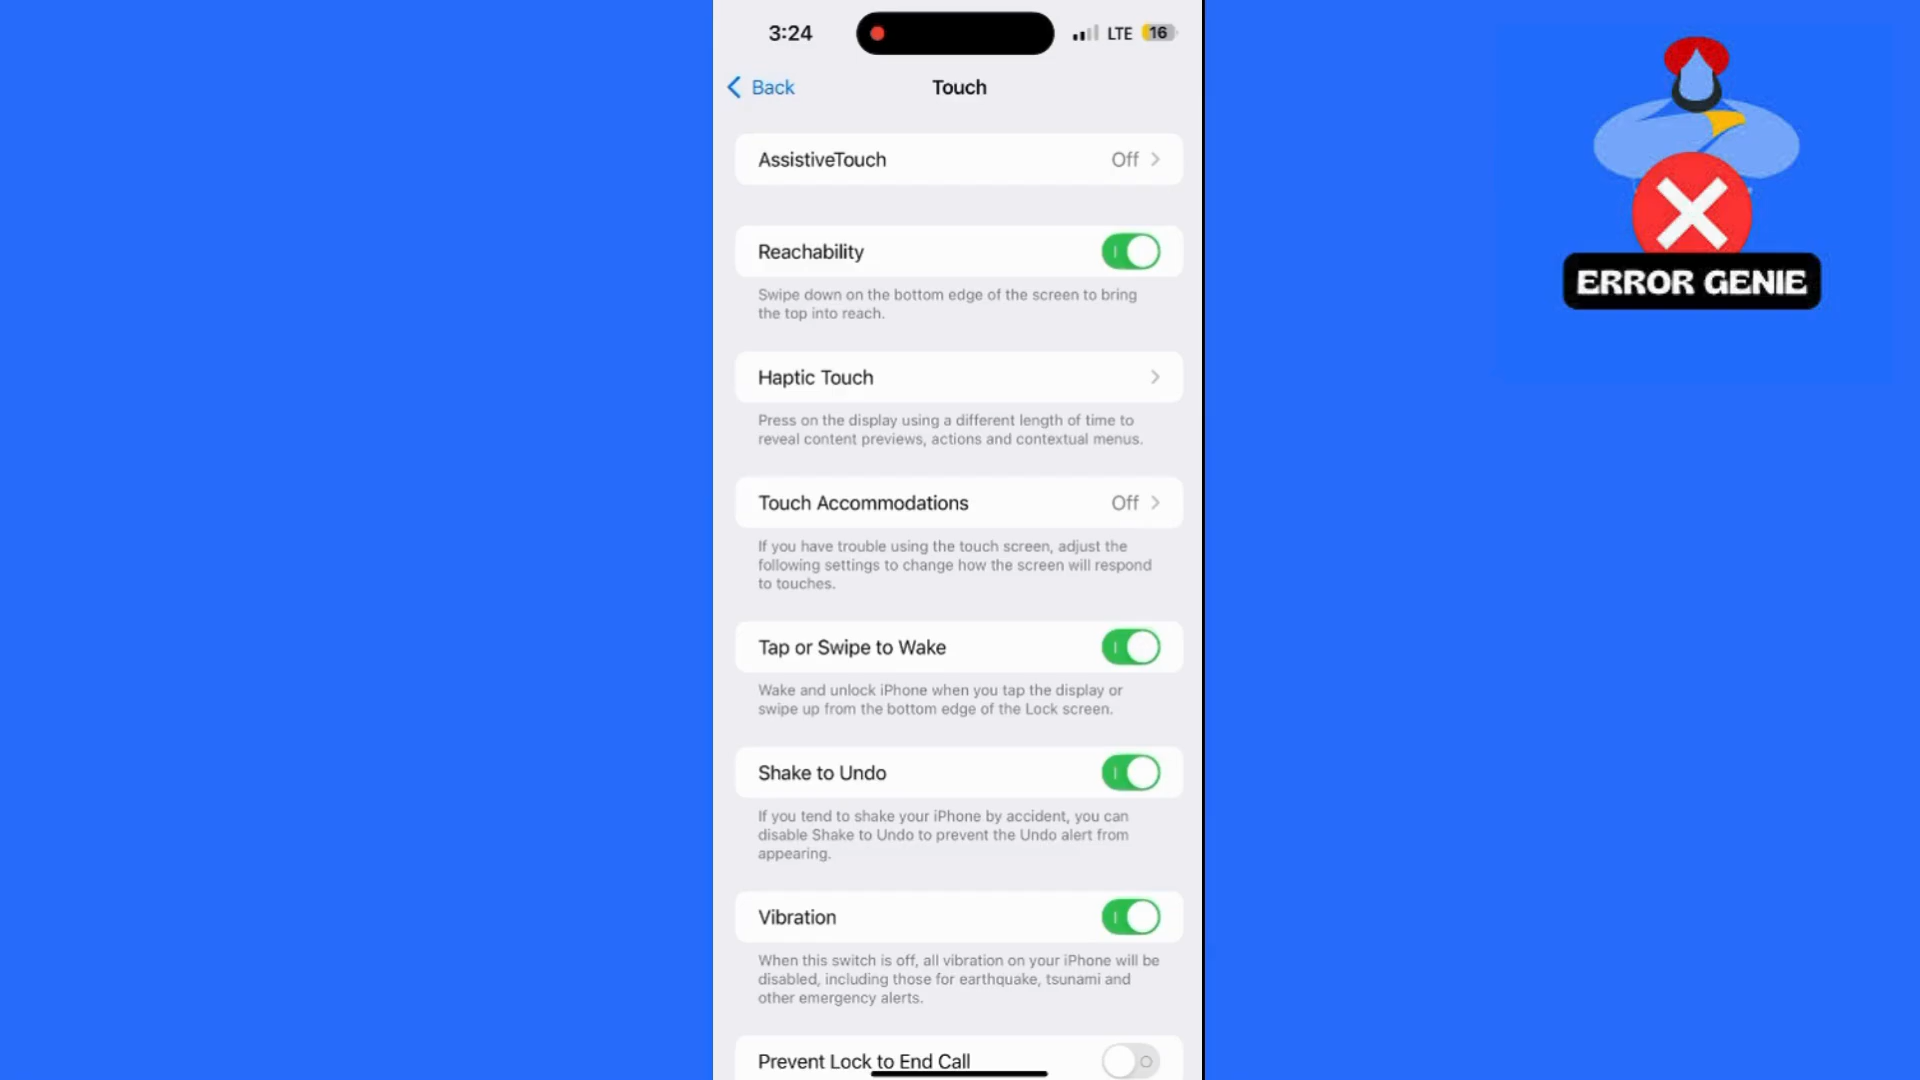 3:24
LTE 16
Back
Touch
AssistiveTouch Off
Reachability
Swipe down on the bottom edge of the screen to bring
the top into reach.
Haptic Touch
Press on the display using a different length of time to
reveal content previews, actions and contextual menus.
Touch Accommodations Off
If you have trouble using the touch screen, adjust the
following settings to change how the screen will respond
to touches.
Tap or Swipe to Wake
Wake and unlock iPhone when you tap the display or
swipe up from the bottom edge of the Lock screen.
Shake to Undo
If you tend to shake your iPhone by accident, you can
disable Shake to Undo to prevent the Undo alert from
appearing.
Vibration
When this switch is off, all vibration on your iPhone will be
disabled, including those for earthquake, tsunami and
other emergency alerts.
Prevent Lock to End Call
ERROR GENIE